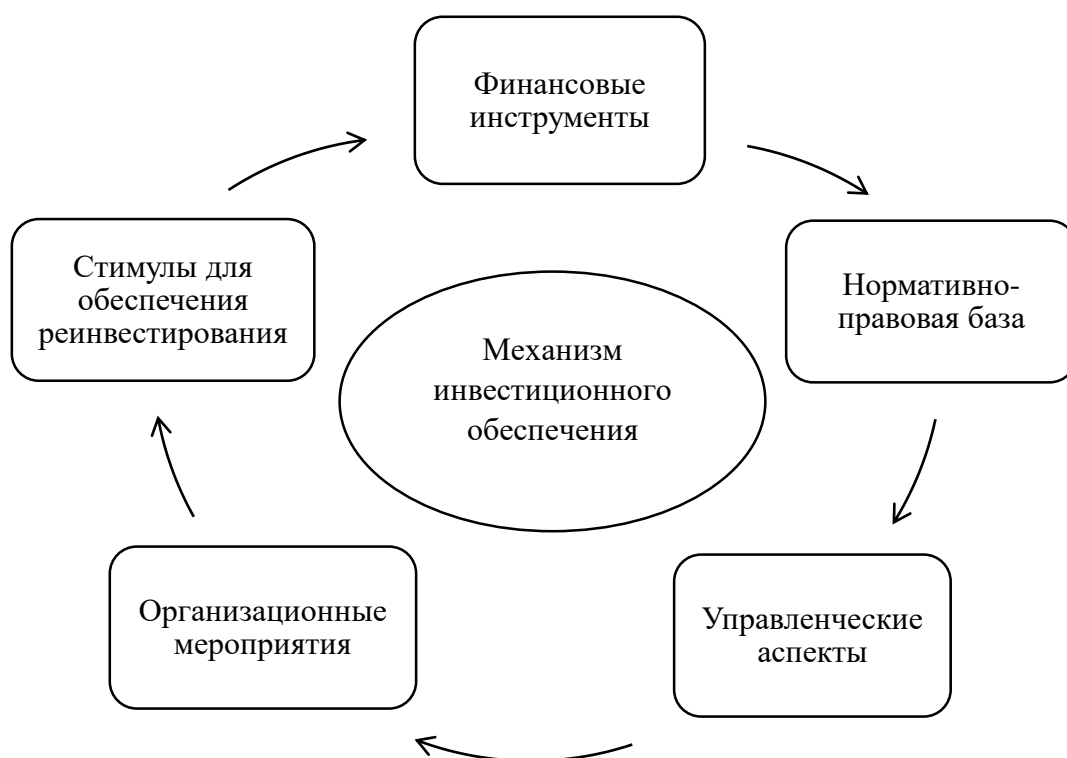 Финансовые
инструменты
Стимулы для
обеспечения
реинвестирования
Нормативно-
правовая база
Механизм
инвестиционного
обеспечения
Организационные
мероприятия
Управленческие
аспекты